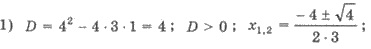 1) D = 4² – 4 · 3 · 1 = 4 ; D > 0 ; x₁,₂ = (– 4 ± √4) / (2 · 3) ;